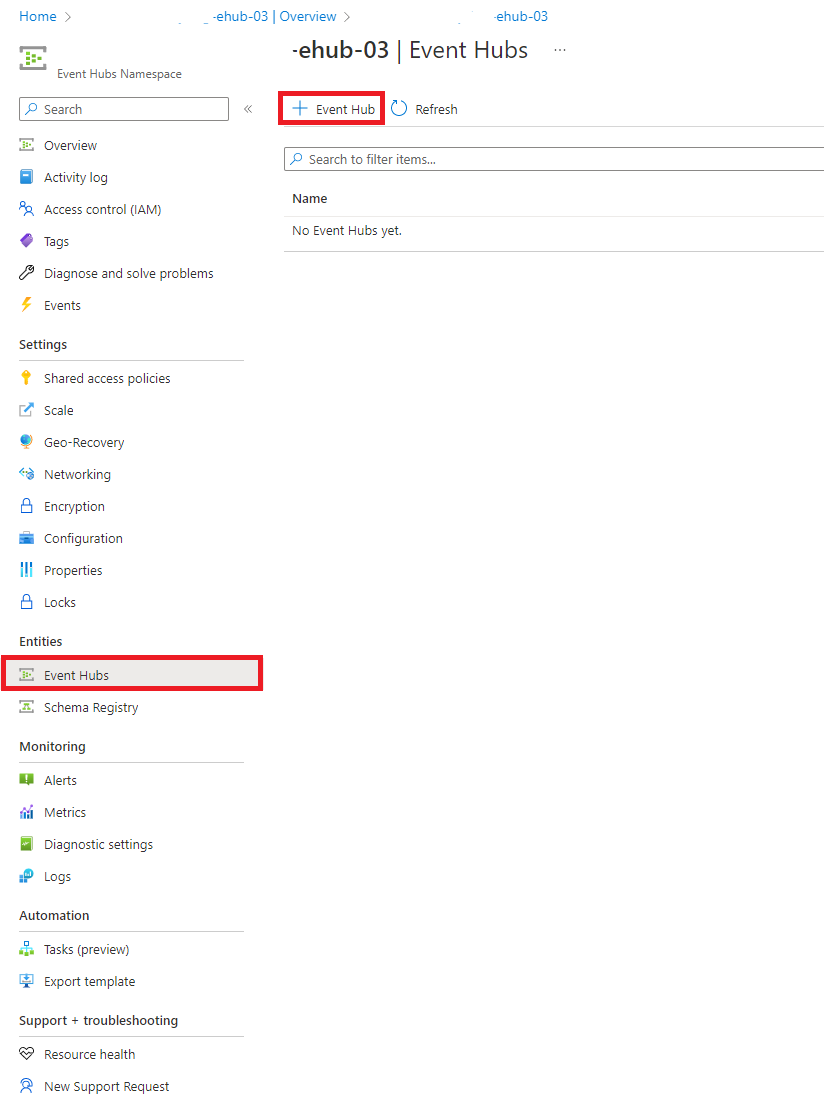 Home > -ehub-03 | Overview > -ehub-03
-ehub-03 | Event Hubs ...
Event Hubs Namespace
Search «
+ Event Hub Refresh
Search to filter items...
Name
No Event Hubs yet.
Overview
Activity log
Access control (IAM)
Tags
Diagnose and solve problems
Events
Settings
Shared access policies
Scale
Geo-Recovery
Networking
Encryption
Configuration
Properties
Locks
Entities
Event Hubs
Schema Registry
Monitoring
Alerts
Metrics
Diagnostic settings
Logs
Automation
Tasks (preview)
Export template
Support + troubleshooting
Resource health
New Support Request